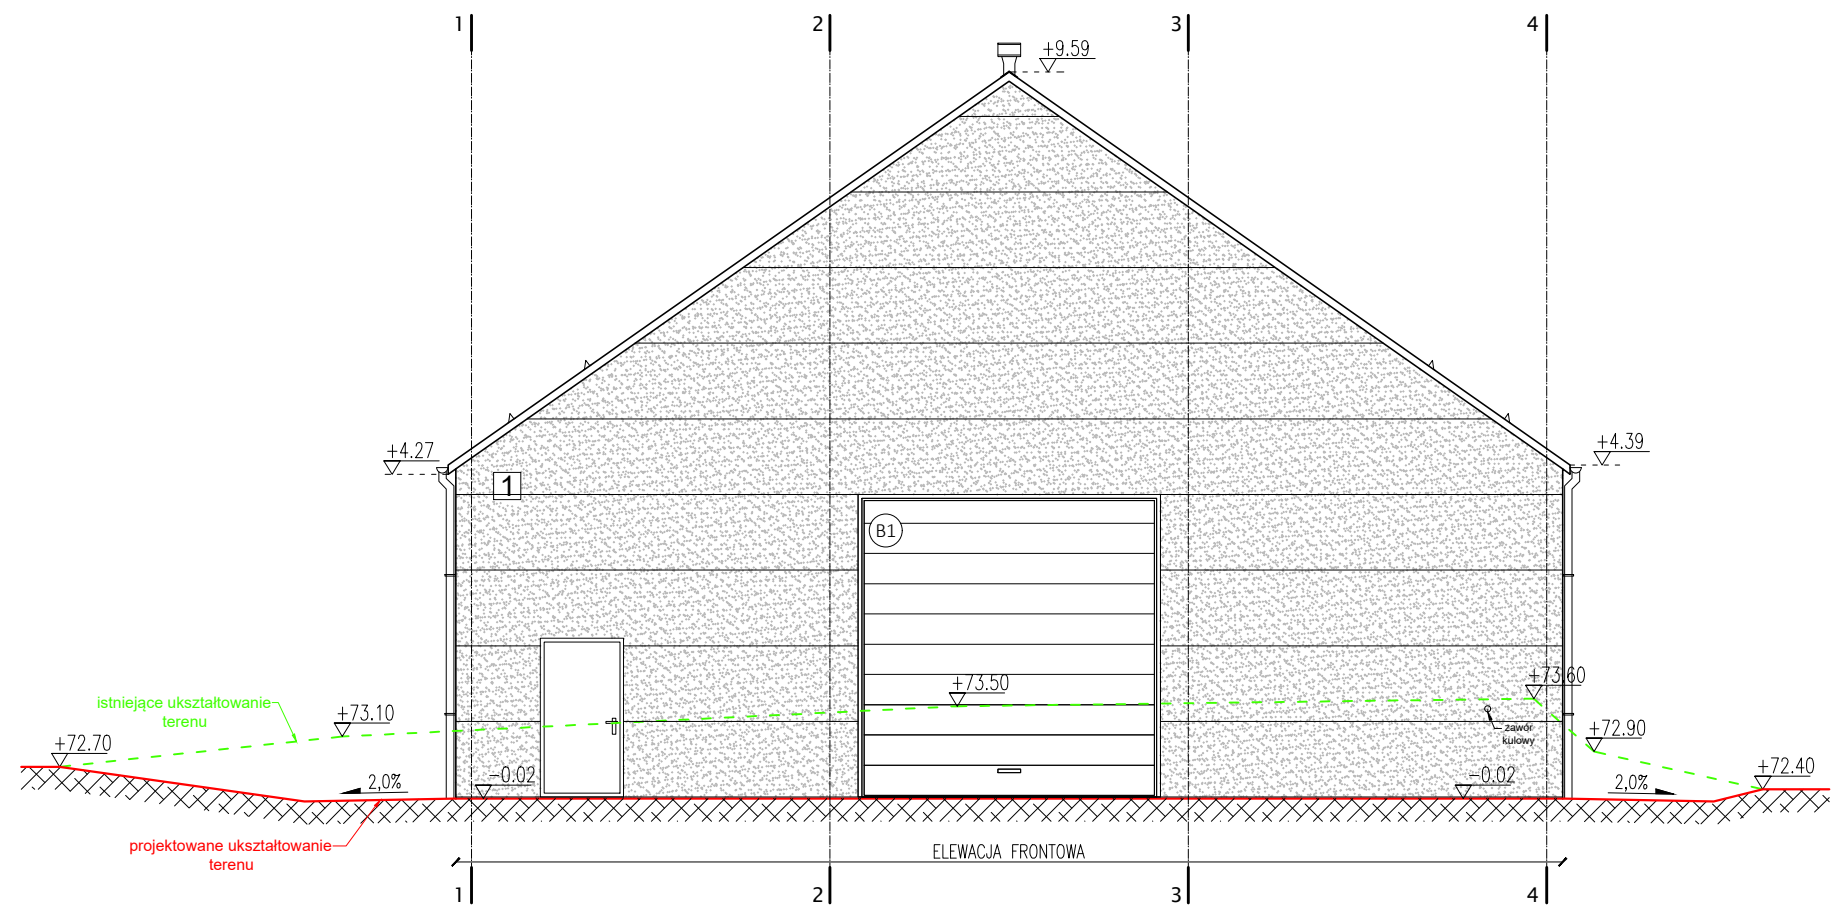 1
2
3
4
+9.59
+4.27
+4.39
1
B1
+73.50
+73.60
istniejące ukształtowanie
terenu
+73.10
zawór
kulowy
+72.90
+72.70
+72.40
2,0%
-0.02
-0.02
2,0%
projektowane ukształtowanie
terenu
ELEWACJA FRONTOWA
1
2
3
4